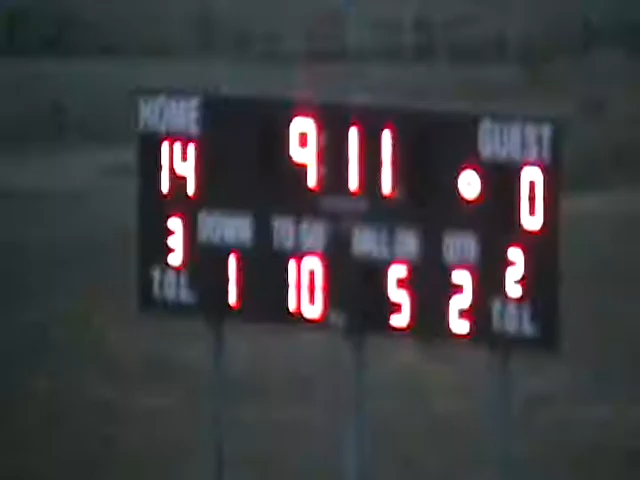 HOME 9 11 GUEST
14 0
3 DOWN TO GO BALL ON QTR 2
T.O.L. 1 10 5 2 T.O.L.